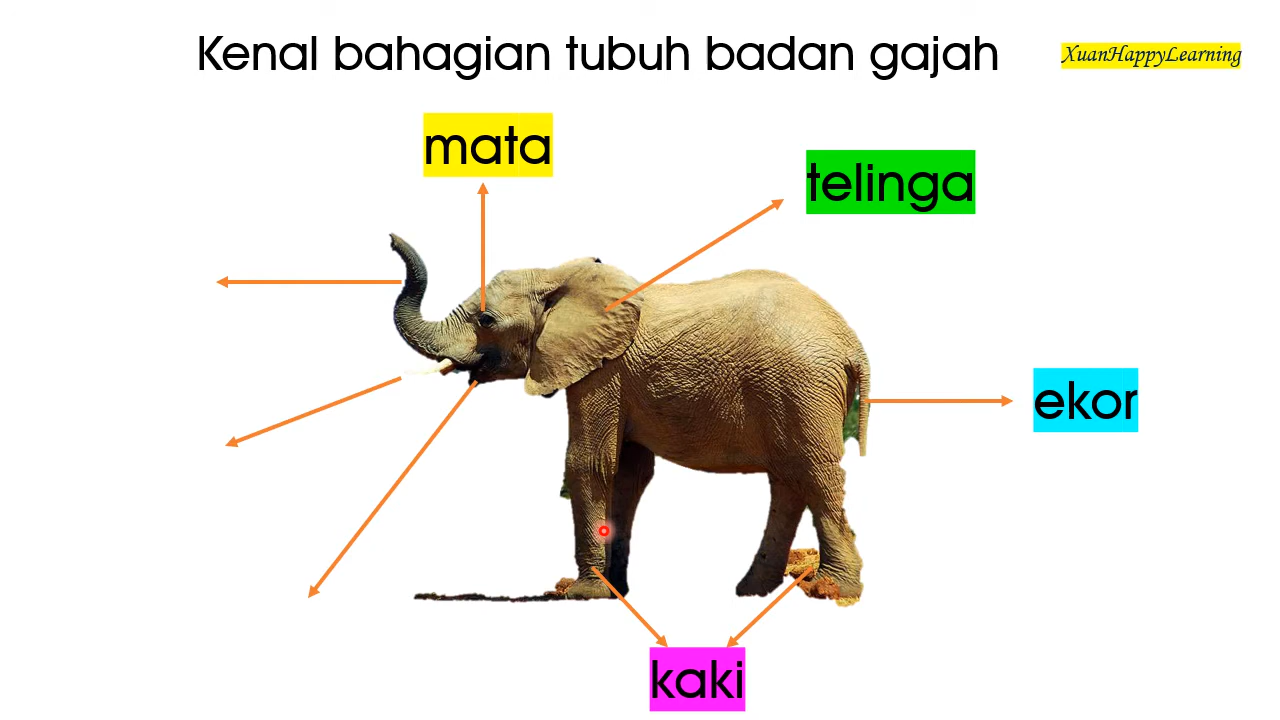 Kenal bahagian tubuh badan gajah
XuanHappyLearning
mata
telinga
ekor
kaki